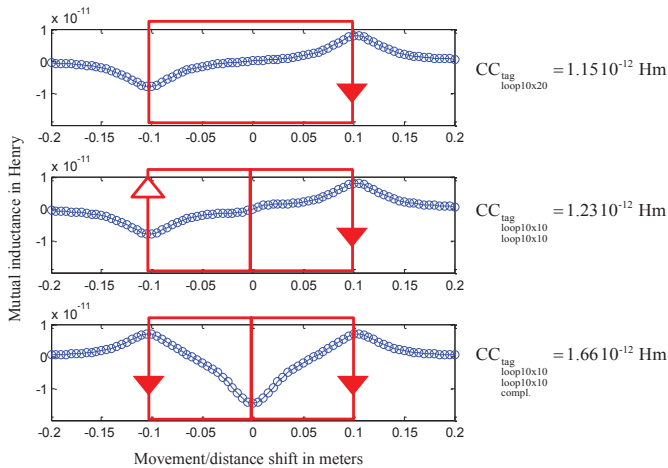 x 10⁻¹¹
1
0
-1
-0.2 -0.15 -0.1 -0.05 0 0.05 0.1 0.15 0.2
CC tag loop10x20 = 1.15 10⁻¹² Hm
x 10⁻¹¹
1
0
-1
-0.2 -0.15 -0.1 -0.05 0 0.05 0.1 0.15 0.2
CC tag loop10x10 loop10x10 = 1.23 10⁻¹² Hm
x 10⁻¹¹
1
0
-1
-0.2 -0.15 -0.1 -0.05 0 0.05 0.1 0.15 0.2
CC tag loop10x10 loop10x10 compl. = 1.66 10⁻¹² Hm
Mutual inductance in Henry
Movement/distance shift in meters